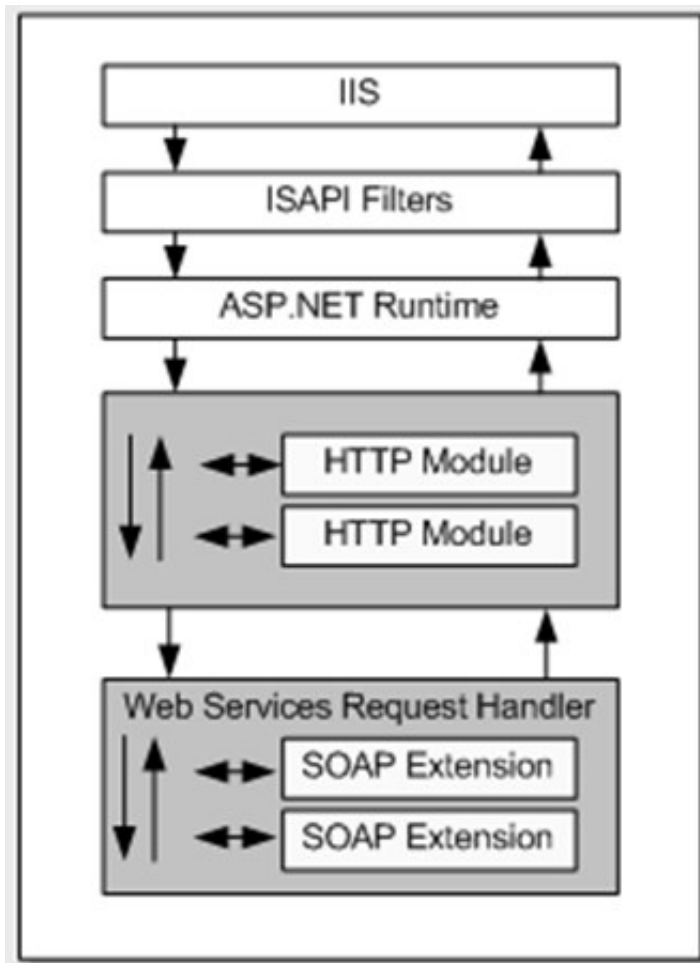 IIS
ISAPI Filters
ASP.NET Runtime
HTTP Module
HTTP Module
Web Services Request Handler
SOAP Extension
SOAP Extension